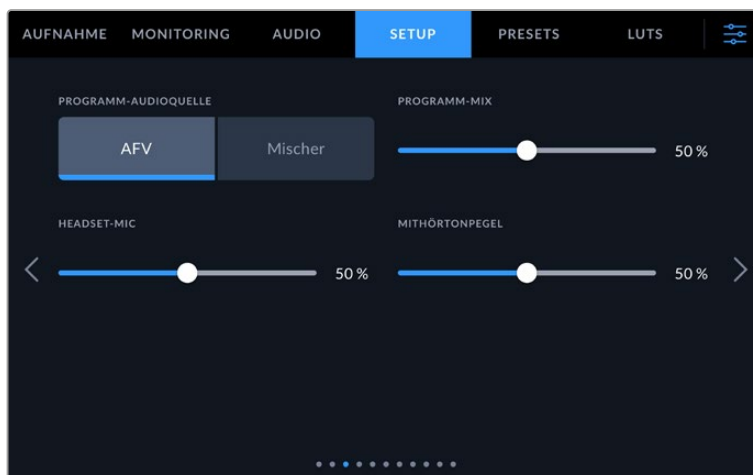 AUFNAHME MONITORING AUDIO SETUP PRESETS LUTS
PROGRAMM-AUDIOQUELLE PROGRAMM-MIX
AFV Mischer 50 %
HEADSET-MIC MITHÖRTONPEGEL
50 % 50 %